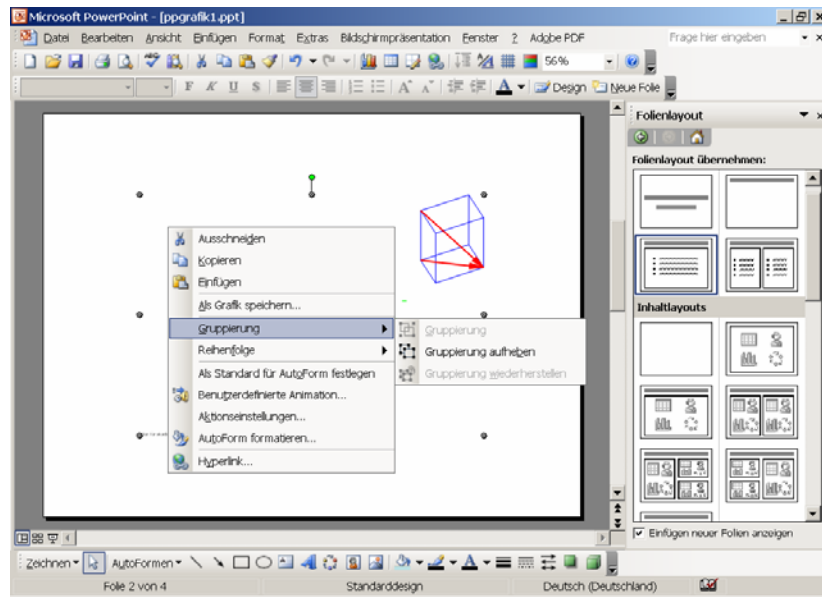 Microsoft PowerPoint - [ppgrafik1.ppt]
Datei Bearbeiten Ansicht Einfügen Format Extras Bildschirmpräsentation Fenster ? Adobe PDF Frage hier eingeben
56%
F K U S Design Neue Folie
Folienlayout
Folienlayout übernehmen:
Ausschneiden
Kopieren
Einfügen
Als Grafik speichern...
Inhaltlayouts
Gruppierung
Gruppierung
Reihenfolge
Gruppierung aufheben
Als Standard für AutoForm festlegen
Gruppierung wiederherstellen
Benutzerdefinierte Animation...
Aktionseinstellungen...
AutoForm formatieren...
Hyperlink...
Einfügen neuer Folien anzeigen
Zeichnen AutoFormen
Folie 2 von 4 Standarddesign Deutsch (Deutschland)